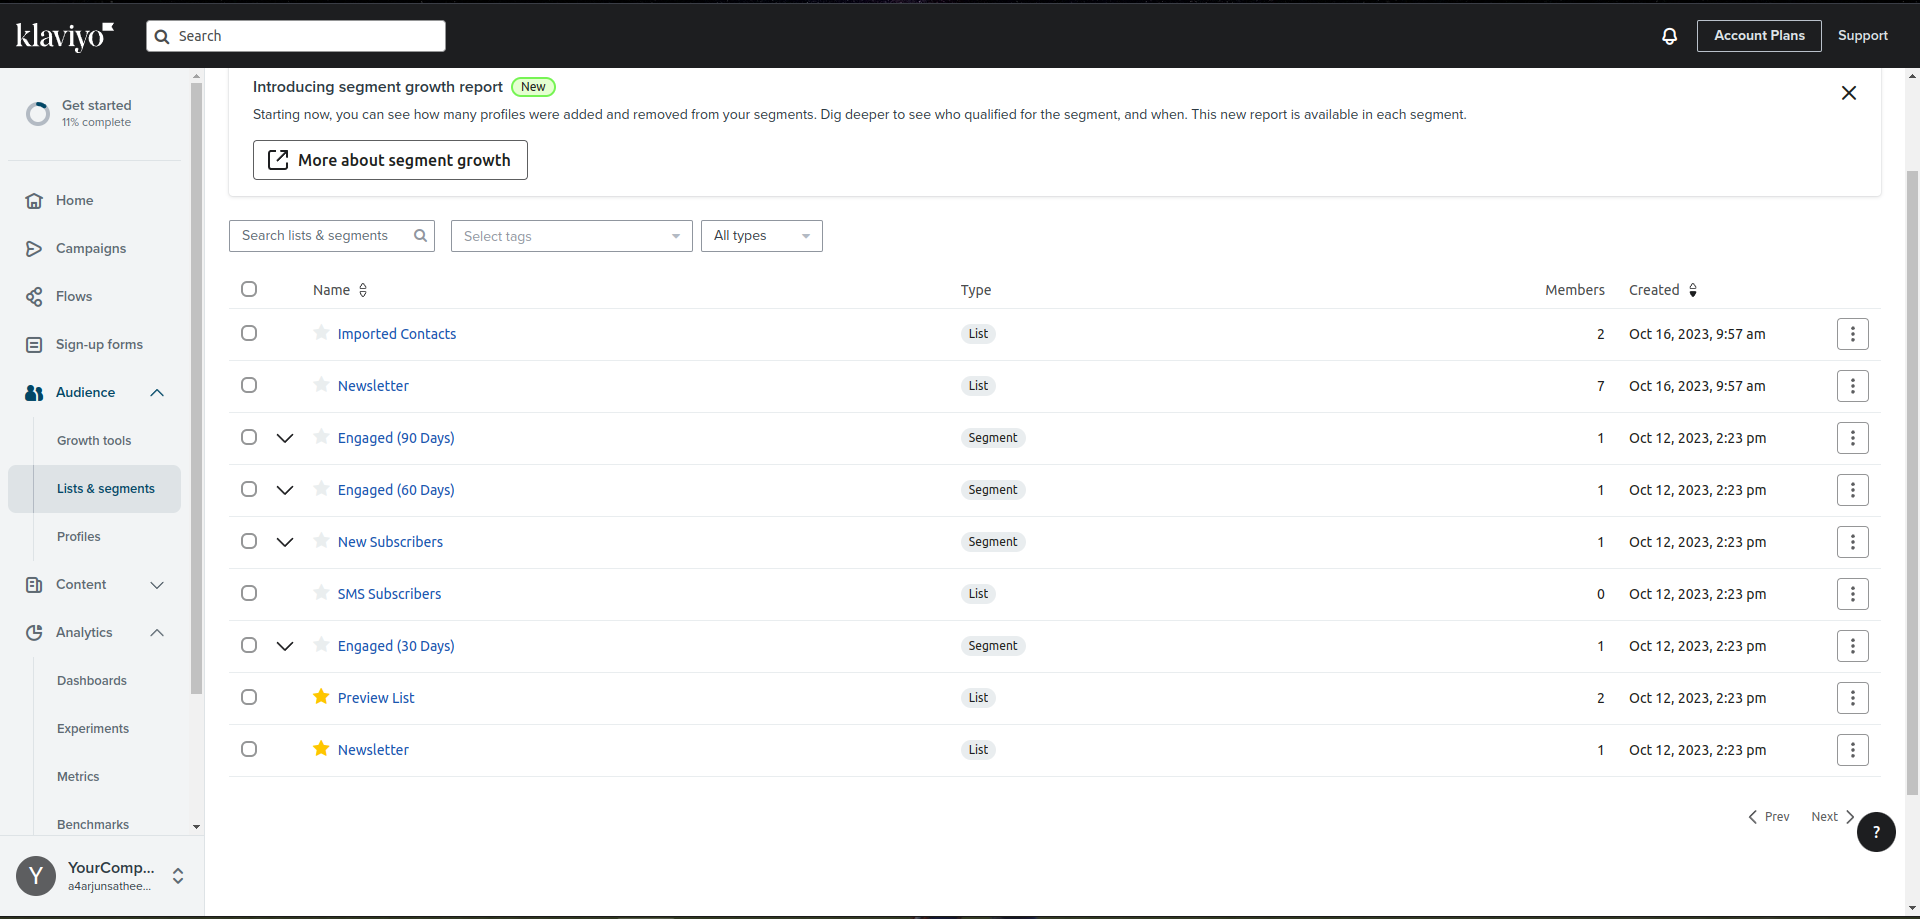 klaviyo
Search
Account Plans
Support
Get started
11% complete
Home
Campaigns
Flows
Sign-up forms
Audience
Growth tools
Lists & segments
Profiles
Content
Analytics
Dashboards
Experiments
Metrics
Benchmarks
Y
YourComp...
a4arjunsathee...
Introducing segment growth report New
Starting now, you can see how many profiles were added and removed from your segments. Dig deeper to see who qualified for the segment, and when. This new report is available in each segment.
More about segment growth
Search lists & segments Select tags All types
Name Type Members Created
Imported Contacts List 2 Oct 16, 2023, 9:57 am
Newsletter List 7 Oct 16, 2023, 9:57 am
Engaged (90 Days) Segment 1 Oct 12, 2023, 2:23 pm
Engaged (60 Days) Segment 1 Oct 12, 2023, 2:23 pm
New Subscribers Segment 1 Oct 12, 2023, 2:23 pm
SMS Subscribers List 0 Oct 12, 2023, 2:23 pm
Engaged (30 Days) Segment 1 Oct 12, 2023, 2:23 pm
Preview List List 2 Oct 12, 2023, 2:23 pm
Newsletter List 1 Oct 12, 2023, 2:23 pm
Prev Next
?